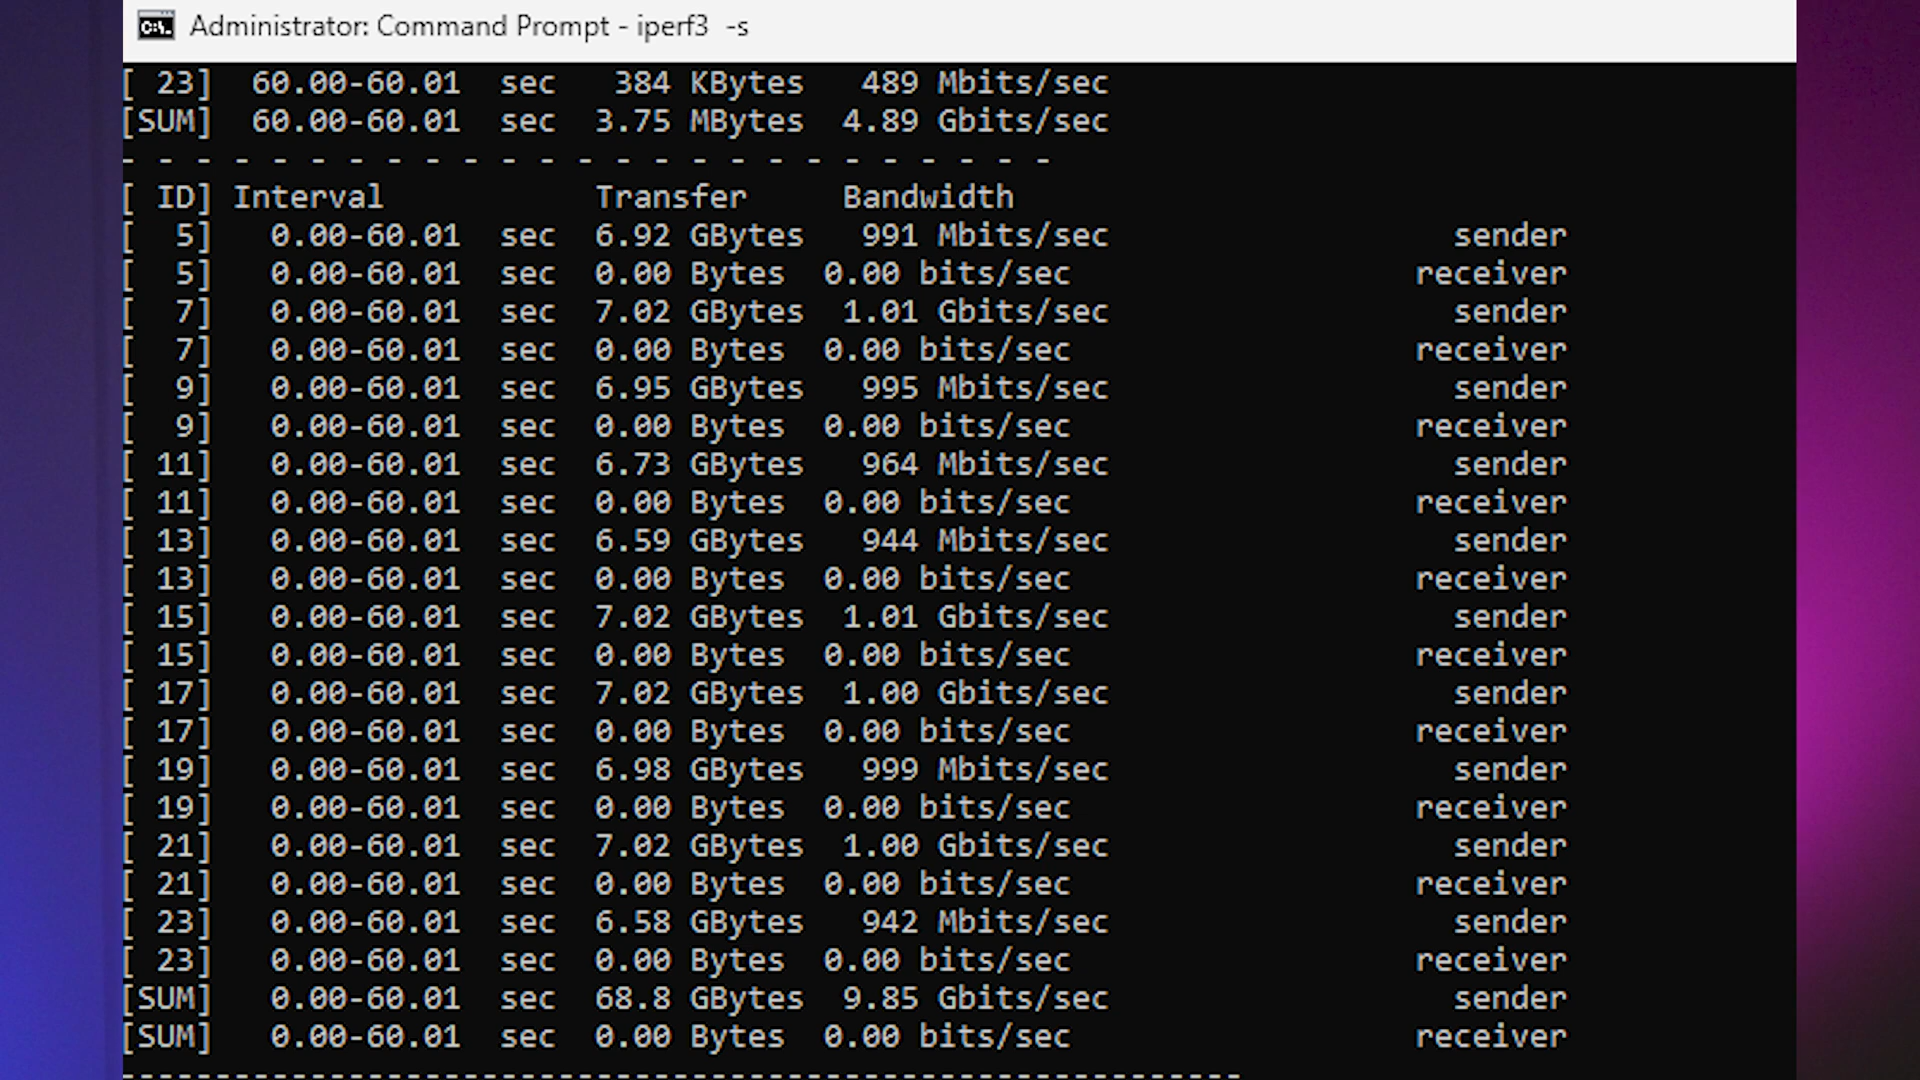 Administrator: Command Prompt - iperf3  -s
[ 23]  60.00-60.01  sec   384 KBytes   489 Mbits/sec
[SUM]  60.00-60.01  sec  3.75 MBytes  4.89 Gbits/sec
- - - - - - - - - - - - - - - - - - - - - - - - -
[ ID] Interval           Transfer     Bandwidth
[  5]   0.00-60.01  sec  6.92 GBytes   991 Mbits/sec                  sender
[  5]   0.00-60.01  sec  0.00 Bytes  0.00 bits/sec                  receiver
[  7]   0.00-60.01  sec  7.02 GBytes  1.01 Gbits/sec                  sender
[  7]   0.00-60.01  sec  0.00 Bytes  0.00 bits/sec                  receiver
[  9]   0.00-60.01  sec  6.95 GBytes   995 Mbits/sec                  sender
[  9]   0.00-60.01  sec  0.00 Bytes  0.00 bits/sec                  receiver
[ 11]   0.00-60.01  sec  6.73 GBytes   964 Mbits/sec                  sender
[ 11]   0.00-60.01  sec  0.00 Bytes  0.00 bits/sec                  receiver
[ 13]   0.00-60.01  sec  6.59 GBytes   944 Mbits/sec                  sender
[ 13]   0.00-60.01  sec  0.00 Bytes  0.00 bits/sec                  receiver
[ 15]   0.00-60.01  sec  7.02 GBytes  1.01 Gbits/sec                  sender
[ 15]   0.00-60.01  sec  0.00 Bytes  0.00 bits/sec                  receiver
[ 17]   0.00-60.01  sec  7.02 GBytes  1.00 Gbits/sec                  sender
[ 17]   0.00-60.01  sec  0.00 Bytes  0.00 bits/sec                  receiver
[ 19]   0.00-60.01  sec  6.98 GBytes   999 Mbits/sec                  sender
[ 19]   0.00-60.01  sec  0.00 Bytes  0.00 bits/sec                  receiver
[ 21]   0.00-60.01  sec  7.02 GBytes  1.00 Gbits/sec                  sender
[ 21]   0.00-60.01  sec  0.00 Bytes  0.00 bits/sec                  receiver
[ 23]   0.00-60.01  sec  6.58 GBytes   942 Mbits/sec                  sender
[ 23]   0.00-60.01  sec  0.00 Bytes  0.00 bits/sec                  receiver
[SUM]   0.00-60.01  sec  68.8 GBytes  9.85 Gbits/sec                  sender
[SUM]   0.00-60.01  sec  0.00 Bytes  0.00 bits/sec                  receiver
-----------------------------------------------------------